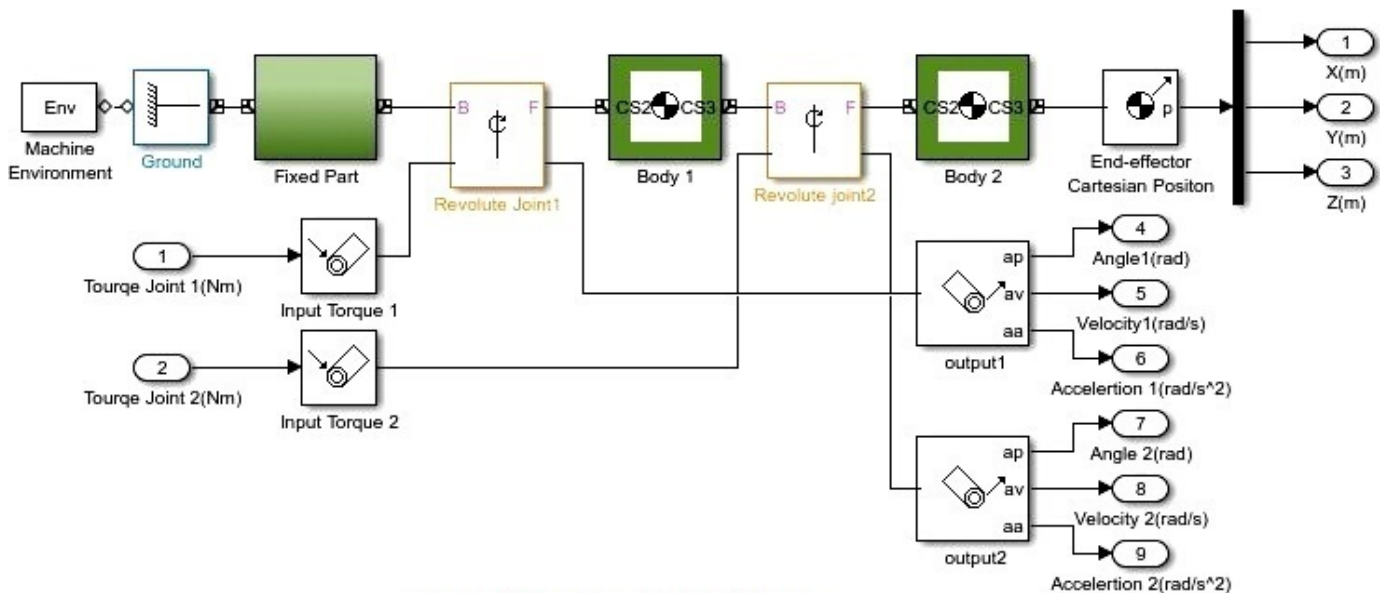 Env
Machine
Environment
Ground
Fixed Part
B
F
Revolute Joint1
CS2
CS3
Body 1
B
F
Revolute joint2
CS2
CS3
Body 2
p
End-effector
Cartesian Positon
1
X(m)
2
Y(m)
3
Z(m)
1
Tourqe Joint 1(Nm)
Input Torque 1
2
Tourqe Joint 2(Nm)
Input Torque 2
ap
av
aa
output1
4
Angle1(rad)
5
Velocity1(rad/s)
6
Accelertion 1(rad/s^2)
ap
av
aa
output2
7
Angle 2(rad)
8
Velocity 2(rad/s)
9
Accelertion 2(rad/s^2)